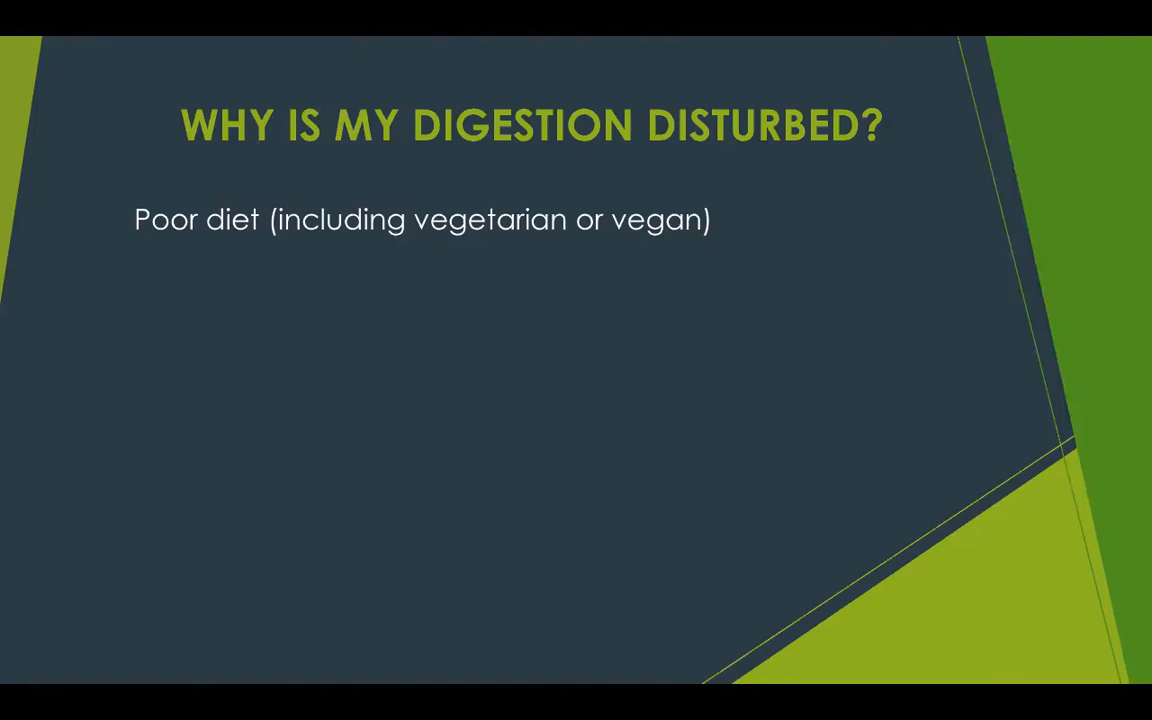 WHY IS MY DIGESTION DISTURBED?
Poor diet (including vegetarian or vegan)